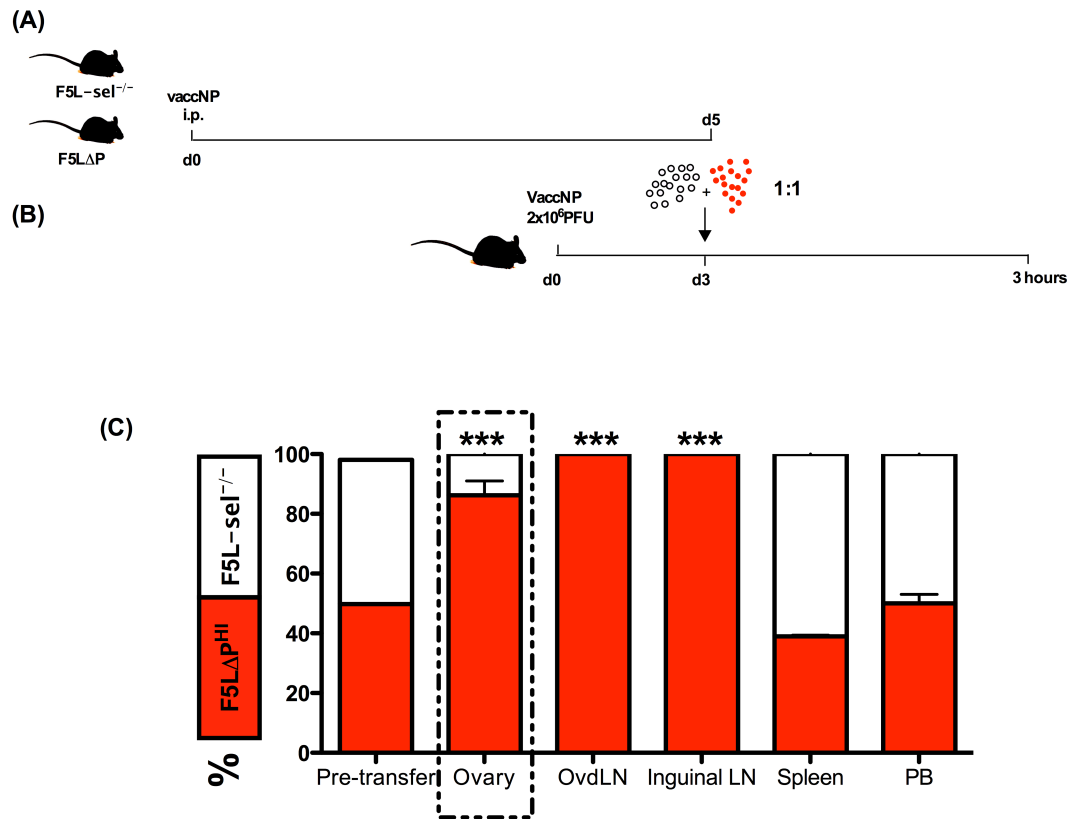 (A)
F5L-sel⁻/⁻
F5LΔP
vaccNP
i.p.
d0
d5
+
1:1
(B)
VaccNP
2x10⁶PFU
d0
d3
3 hours
(C)
F5L-sel⁻/⁻
F5LΔPᴴᴵ
%
100
80
60
40
20
0
***
***
***
Pre-transfer Ovary OvdLN Inguinal LN Spleen PB